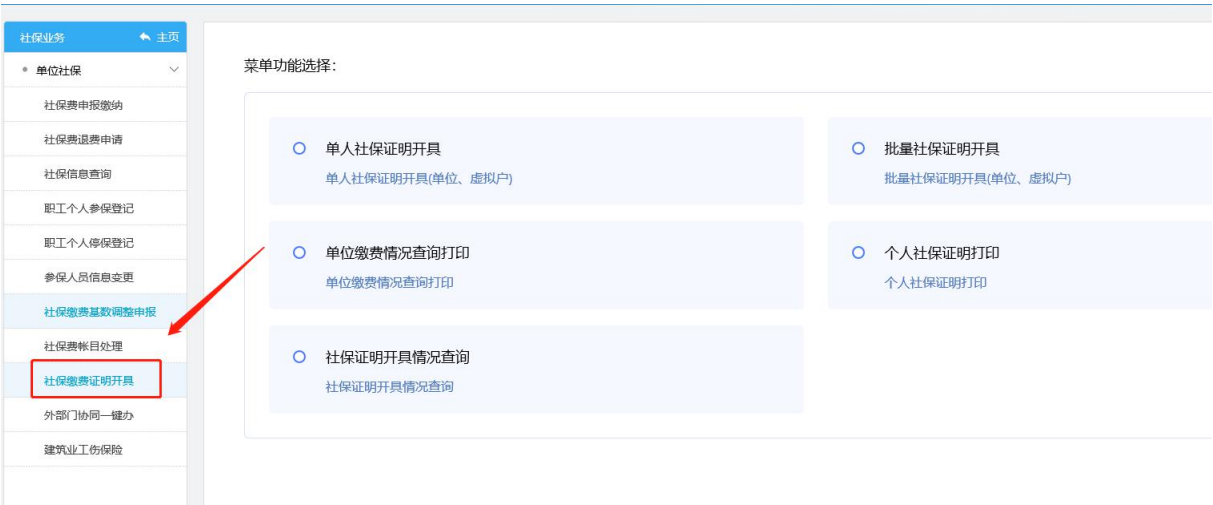 社保业务 主页
单位社保
社保费申报缴纳
社保费退费申请
社保信息查询
职工个人参保登记
职工个人停保登记
参保人员信息变更
社保缴费基数调整申报
社保费帐目处理
社保缴费证明开具
外部门协同一键办
建筑业工伤保险
菜单功能选择：
单人社保证明开具
单人社保证明开具(单位、虚拟户)
批量社保证明开具
批量社保证明开具(单位、虚拟户)
单位缴费情况查询打印
单位缴费情况查询打印
个人社保证明打印
个人社保证明打印
社保证明开具情况查询
社保证明开具情况查询